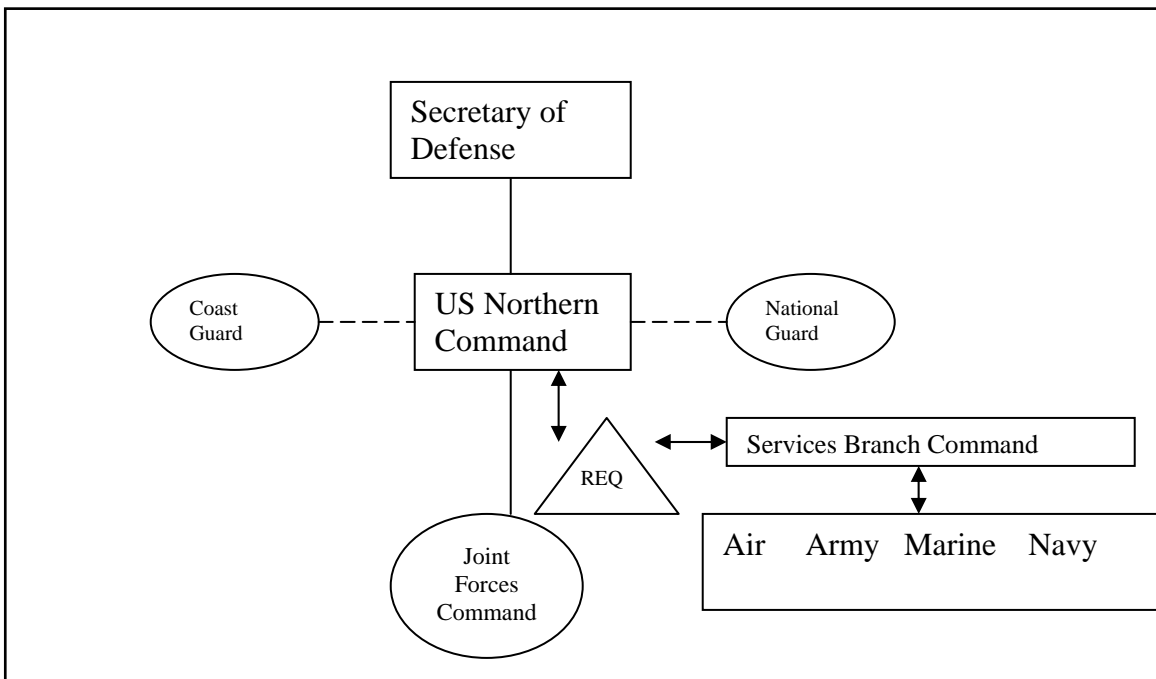 Secretary of
Defense
Coast
Guard
US Northern
Command
National
Guard
Services Branch Command
REQ
Air Army Marine Navy
Joint
Forces
Command